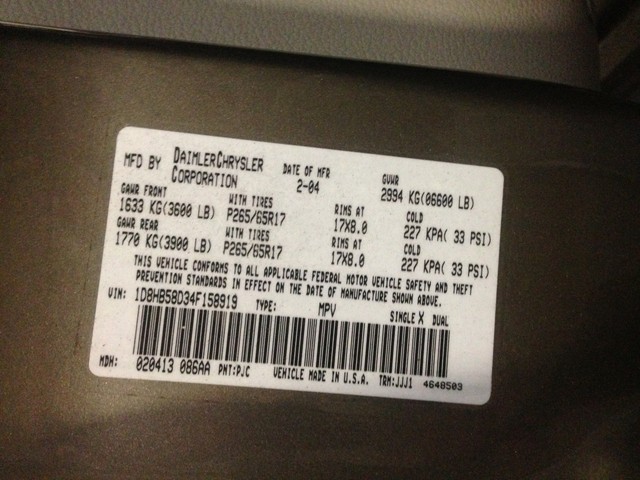 MFD BY DAIMLERCHRYSLER CORPORATION DATE OF MFR 2-04 GVWR 2994 KG(06600 LB)
GAWR FRONT WITH TIRES RIMS AT COLD
1633 KG(3600 LB) P265/65R17 17X8.0 227 KPA( 33 PSI)
GAWR REAR WITH TIRES RIMS AT COLD
1770 KG(3900 LB) P265/65R17 17X8.0 227 KPA( 33 PSI)
THIS VEHICLE CONFORMS TO ALL APPLICABLE FEDERAL MOTOR VEHICLE SAFETY AND THEFT
PREVENTION STANDARDS IN EFFECT ON THE DATE OF MANUFACTURE SHOWN ABOVE.
VIN: 1D8HB58D34F158919 TYPE: MPV SINGLE X DUAL
MDH: 020413 086AA PNT:PJC VEHICLE MADE IN U.S.A. TRM:JJJ1 4648503